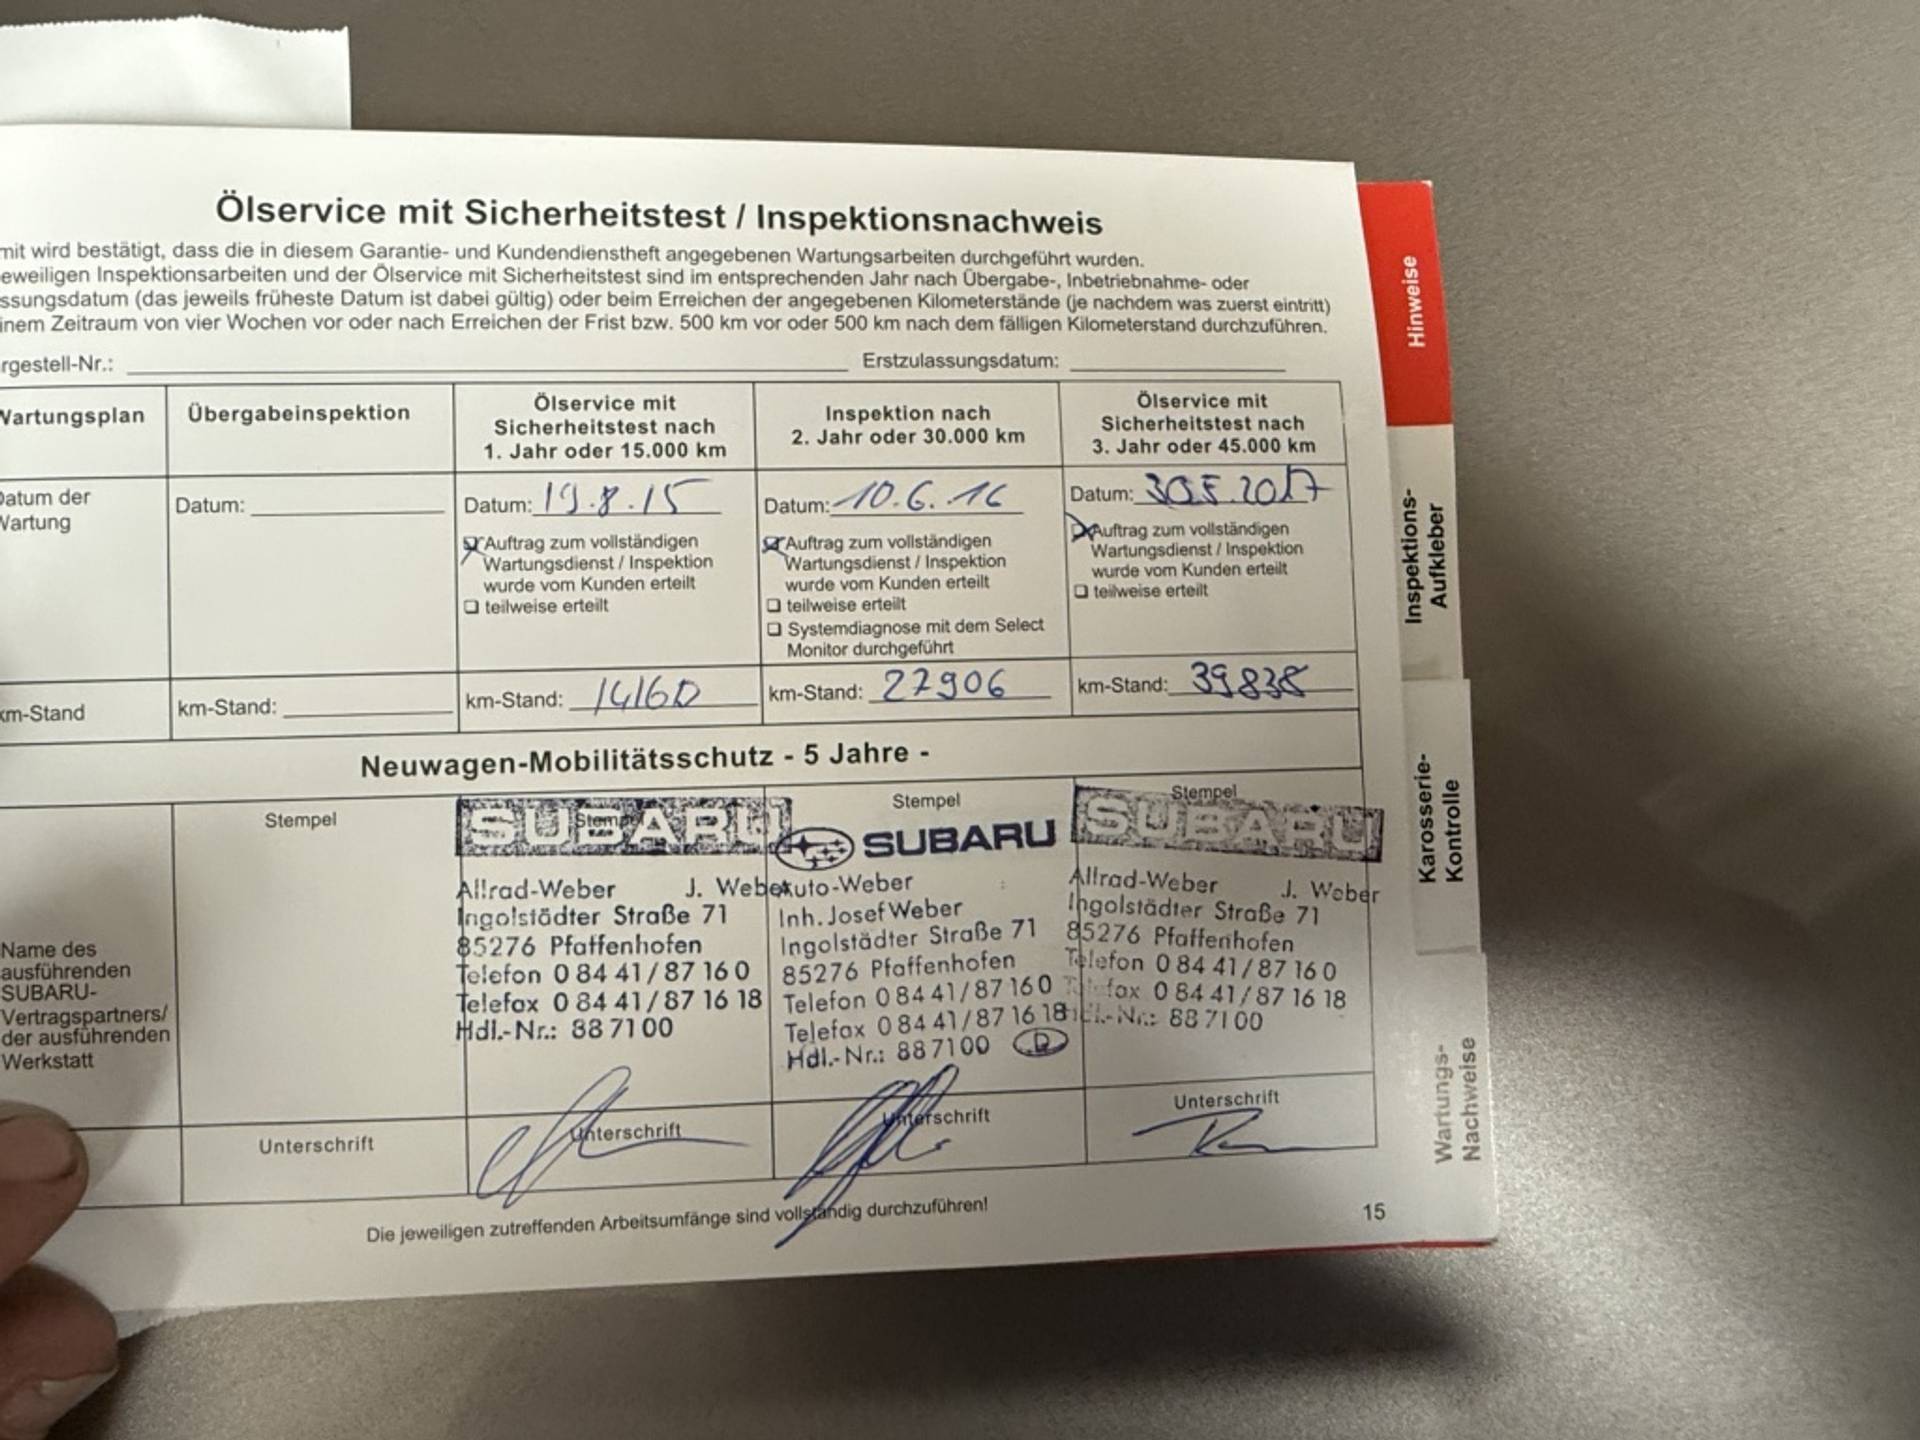 Ölservice mit Sicherheitstest / Inspektionsnachweis
mit wird bestätigt, dass die in diesem Garantie- und Kundendienstheft angegebenen Wartungsarbeiten durchgeführt wurden.
eweiligen Inspektionsarbeiten und der Ölservice mit Sicherheitstest sind im entsprechenden Jahr nach Übergabe-, Inbetriebnahme- oder
ssungsdatum (das jeweils früheste Datum ist dabei gültig) oder beim Erreichen der angegebenen Kilometerstände (je nachdem was zuerst eintritt)
inem Zeitraum von vier Wochen vor oder nach Erreichen der Frist bzw. 500 km vor oder 500 km nach dem fälligen Kilometerstand durchzuführen.
rgestell-Nr.: Erstzulassungsdatum:
Wartungsplan
Übergabeinspektion
Ölservice mit
Sicherheitstest nach
1. Jahr oder 15.000 km
Inspektion nach
2. Jahr oder 30.000 km
Ölservice mit
Sicherheitstest nach
3. Jahr oder 45.000 km
Datum der
Wartung
Datum:
Datum: 19.8.15
Auftrag zum vollständigen
Wartungsdienst / Inspektion
wurde vom Kunden erteilt
teilweise erteilt
Datum: 10.6.16
Auftrag zum vollständigen
Wartungsdienst / Inspektion
wurde vom Kunden erteilt
teilweise erteilt
Systemdiagnose mit dem Select
Monitor durchgeführt
Datum: 30.5.2017
Auftrag zum vollständigen
Wartungsdienst / Inspektion
wurde vom Kunden erteilt
teilweise erteilt
km-Stand
km-Stand:
km-Stand: 14160
km-Stand: 27906
km-Stand: 39838
Neuwagen-Mobilitätsschutz - 5 Jahre -
Name des
ausführenden
SUBARU-
Vertragspartners/
der ausführenden
Werkstatt
Stempel
Stempel
SUBARU
Allrad-Weber J. Weber
Ingolstädter Straße 71
85276 Pfaffenhofen
Telefon 0 84 41/87 16 0
Telefax 0 84 41/87 16 18
Hdl.-Nr.: 88 71 00
Stempel
SUBARU
Auto-Weber
Inh. Josef Weber
Ingolstädter Straße 71
85276 Pfaffenhofen
Telefon 0 84 41/87 16 0
Telefax 0 84 41/87 16 18
Hdl.-Nr.: 88 71 00 D
Stempel
SUBARU
Allrad-Weber J. Weber
Ingolstädter Straße 71
85276 Pfaffenhofen
Telefon 0 84 41/87 16 0
Telefax 0 84 41/87 16 18
Hdl.-Nr.: 88 71 00
Unterschrift
Unterschrift
Unterschrift
Unterschrift
Die jeweiligen zutreffenden Arbeitsumfänge sind vollständig durchzuführen!
15
Hinweise
Inspektions-
Aufkleber
Karosserie-
Kontrolle
Wartungs-
Nachweise